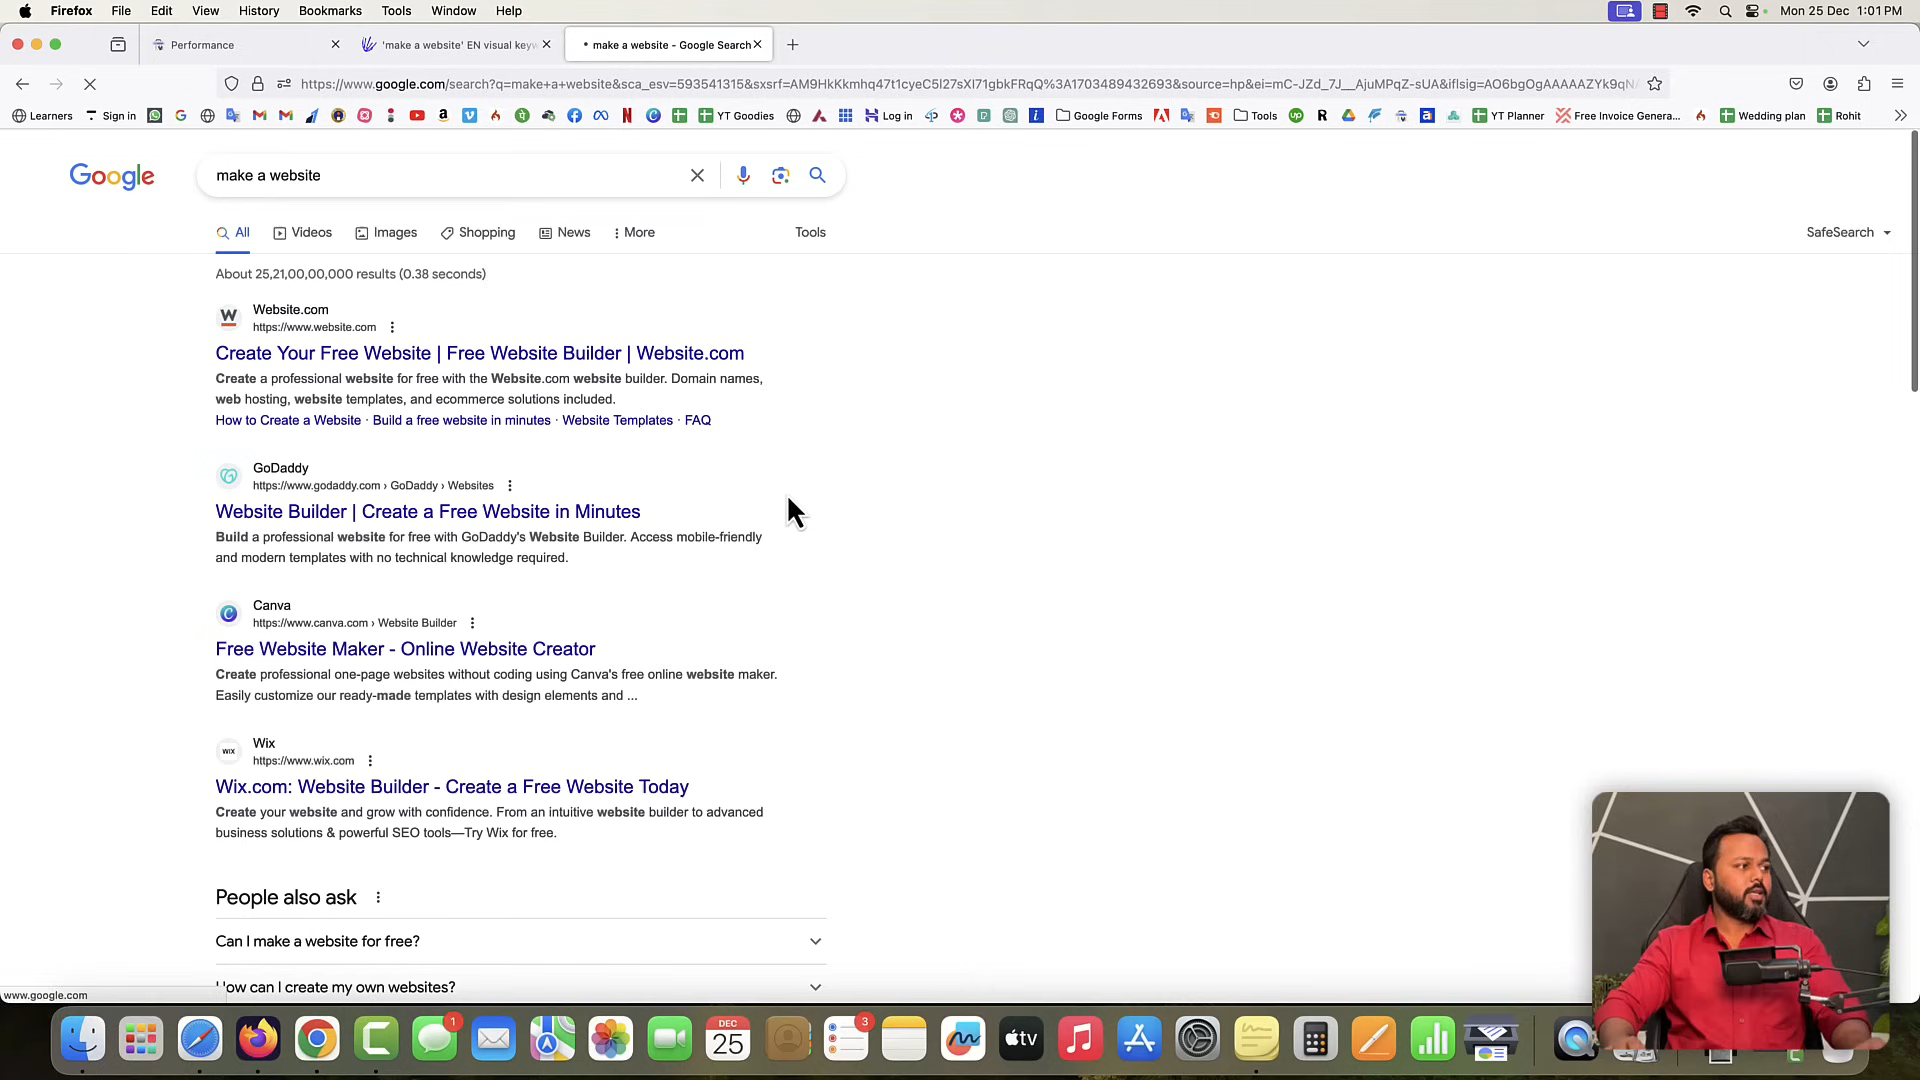 Firefox File Edit View History Bookmarks Tools Window Help Mon 25 Dec 1:01 PM
Performance 'make a website' EN visual keyw make a website - Google Search
https://www.google.com/search?q=make+a+website&sca_esv=593541315&sxsrf=AM9HkKkmhq47t1cyeC5l27sXl71gbkFRqQ%3A1703489432693&source=hp&ei=mC-JZd_7J__AjuMPqZ-sUA&iflsig=AO6bgOgAAAAAZYk9qN
Learners Sign in YT Goodies Log in Google Forms Tools YT Planner Free Invoice Genera... Wedding plan Rohit
Google make a website
All Videos Images Shopping News More Tools SafeSearch
About 25,21,00,00,000 results (0.38 seconds)
Website.com
https://www.website.com
Create Your Free Website | Free Website Builder | Website.com
Create a professional website for free with the Website.com website builder. Domain names,
web hosting, website templates, and ecommerce solutions included.
How to Create a Website · Build a free website in minutes · Website Templates · FAQ
GoDaddy
https://www.godaddy.com › GoDaddy › Websites
Website Builder | Create a Free Website in Minutes
Build a professional website for free with GoDaddy's Website Builder. Access mobile-friendly
and modern templates with no technical knowledge required.
Canva
https://www.canva.com › Website Builder
Free Website Maker - Online Website Creator
Create professional one-page websites without coding using Canva's free online website maker.
Easily customize our ready-made templates with design elements and ...
Wix
WIX
https://www.wix.com
Wix.com: Website Builder - Create a Free Website Today
Create your website and grow with confidence. From an intuitive website builder to advanced
business solutions & powerful SEO tools—Try Wix for free.
People also ask
Can I make a website for free?
How can I create my own websites?
www.google.com
1
DEC
25
3
tv